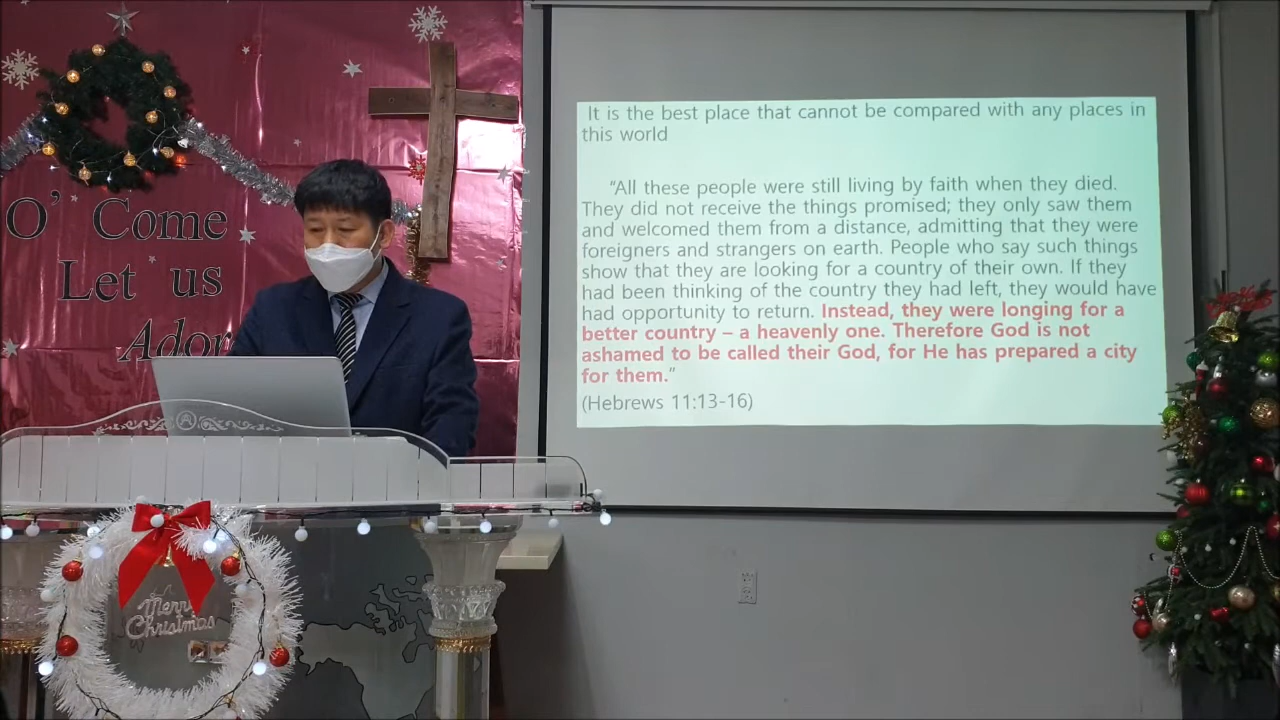 It is the best place that cannot be compared with any places in
this world
“All these people were still living by faith when they died.
They did not receive the things promised; they only saw them
and welcomed them from a distance, admitting that they were
foreigners and strangers on earth. People who say such things
show that they are looking for a country of their own. If they
had been thinking of the country they had left, they would have
had opportunity to return. Instead, they were longing for a
better country – a heavenly one. Therefore God is not
ashamed to be called their God, for He has prepared a city
for them.”
(Hebrews 11:13-16)
O’ Come
Let us
Ador
Merry
Christmas